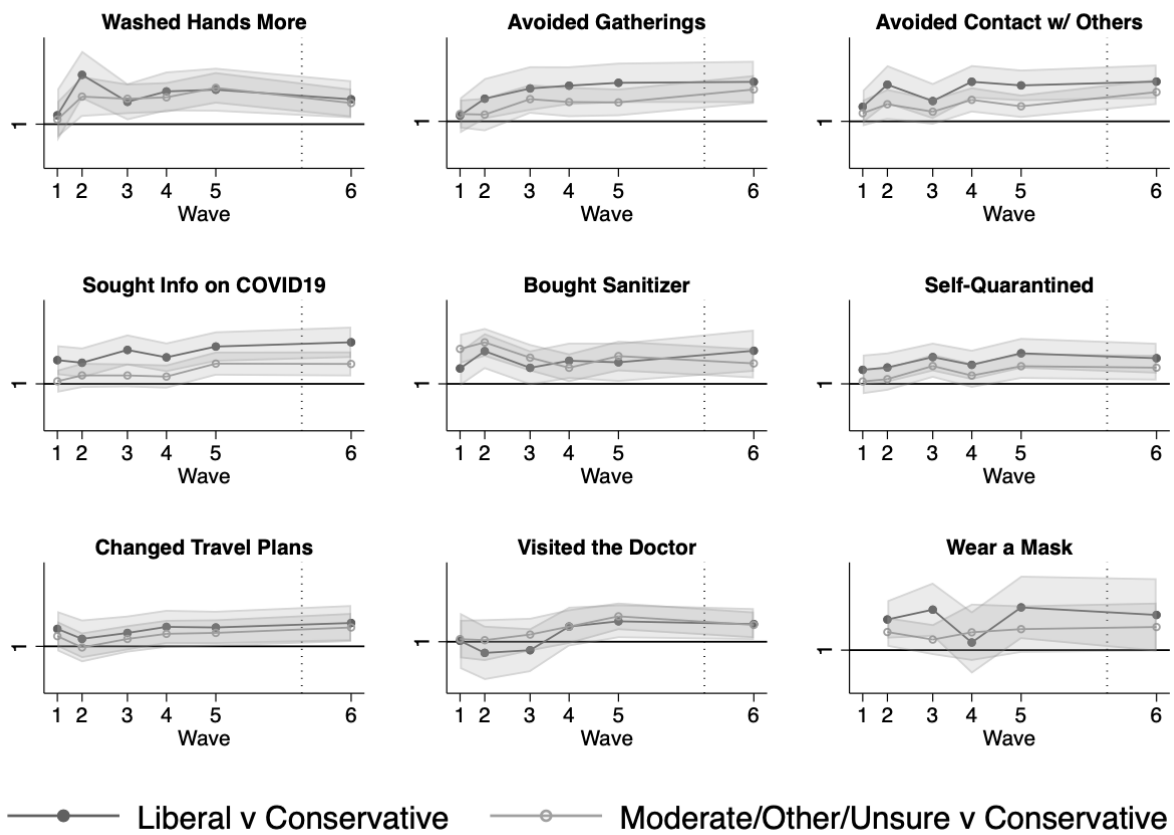 Washed Hands More
Avoided Gatherings
Avoided Contact w/ Others
1
1
1
1 2 3 4 5 6
1 2 3 4 5 6
1 2 3 4 5 6
Wave
Wave
Wave
Sought Info on COVID19
Bought Sanitizer
Self-Quarantined
1
1
1
1 2 3 4 5 6
1 2 3 4 5 6
1 2 3 4 5 6
Wave
Wave
Wave
Changed Travel Plans
Visited the Doctor
Wear a Mask
1
1
1
1 2 3 4 5 6
1 2 3 4 5 6
1 2 3 4 5 6
Wave
Wave
Wave
Liberal v Conservative
Moderate/Other/Unsure v Conservative